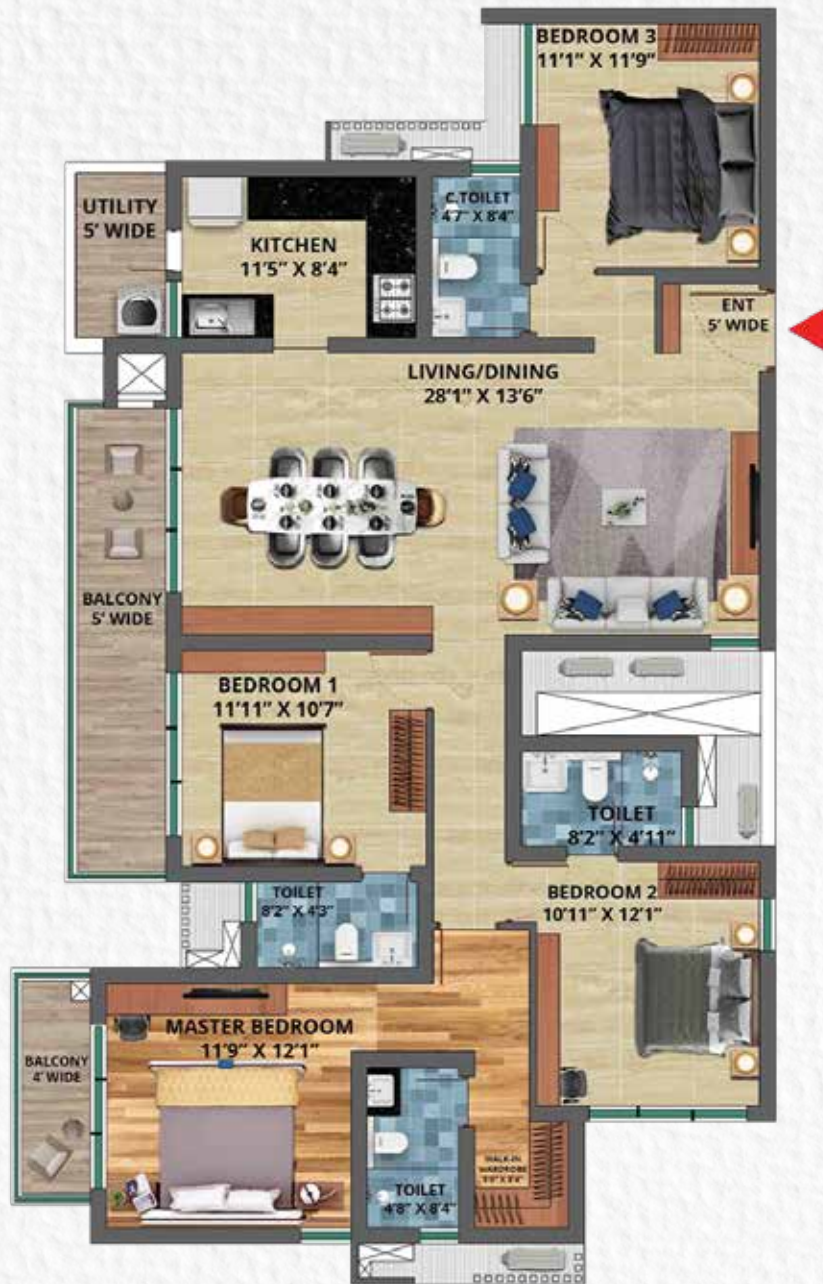 BEDROOM 3
11'1" X 11'9"
UTILITY
5' WIDE
C.TOILET
4'7" X 8'4"
KITCHEN
11'5" X 8'4"
ENT
5' WIDE
LIVING/DINING
28'1" X 13'6"
BALCONY
5' WIDE
BEDROOM 1
11'11" X 10'7"
TOILET
8'2" X 4'11"
TOILET
8'2" X 4'3"
BEDROOM 2
10'11" X 12'1"
MASTER BEDROOM
11'9" X 12'1"
BALCONY
4' WIDE
WALK-IN
WARDROBE
TOILET
4'8" X 8'4"